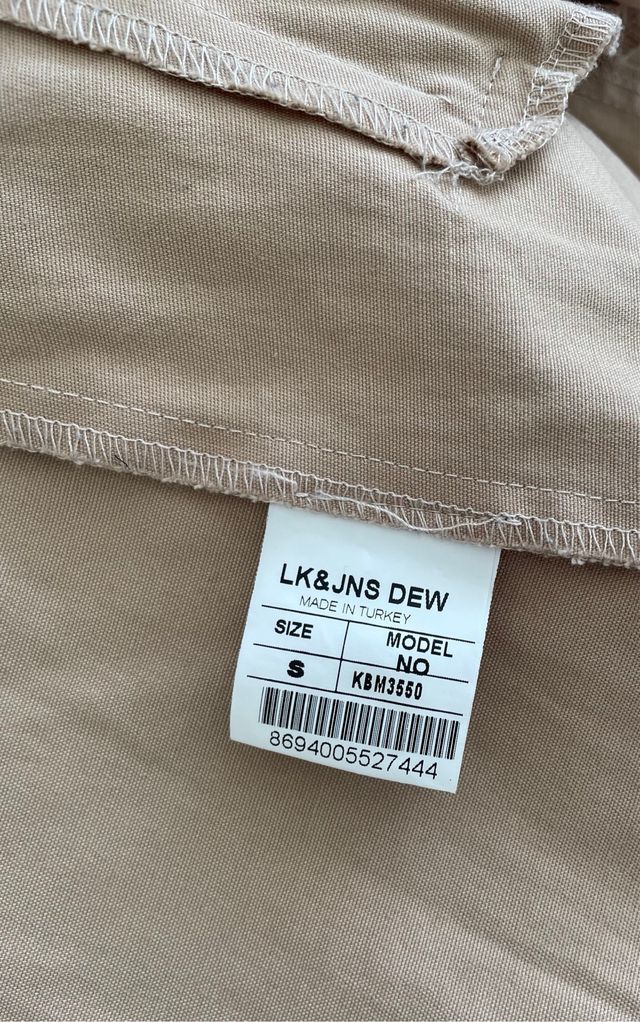 LK&JNS DEW
MADE IN TURKEY
SIZE MODEL NO
S KBM3550
8694005527444